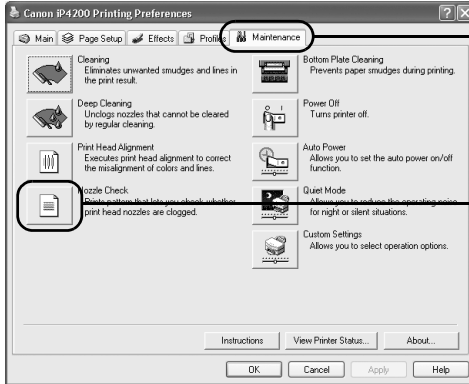 Canon iP4200 Printing Preferences
Main Page Setup Effects Profiles Maintenance
Cleaning
Eliminates unwanted smudges and lines in
the print result.
Deep Cleaning
Unclogs nozzles that cannot be cleared
by regular cleaning.
Print Head Alignment
Executes print head alignment to correct
the misalignment of colors and lines.
Nozzle Check
Prints pattern that lets you check whether
print head nozzles are clogged.
Bottom Plate Cleaning
Prevents paper smudges during printing.
Power Off
Turns printer off.
Auto Power
Allows you to set the auto power on/off
function.
Quiet Mode
Allows you to reduce the operating noise
for night or silent situations.
Custom Settings
Allows you to select operation options.
Instructions View Printer Status... About...
OK Cancel Apply Help